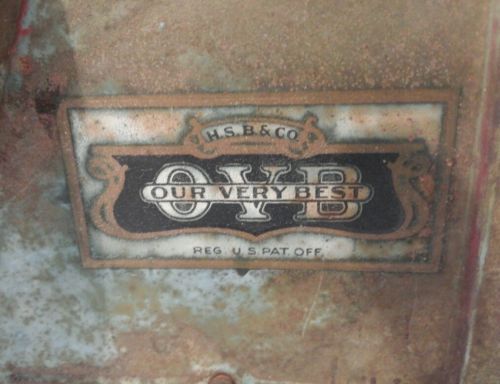 H.S.B & CO.
OVB
OUR VERY BEST
REG. U.S. PAT. OFF.